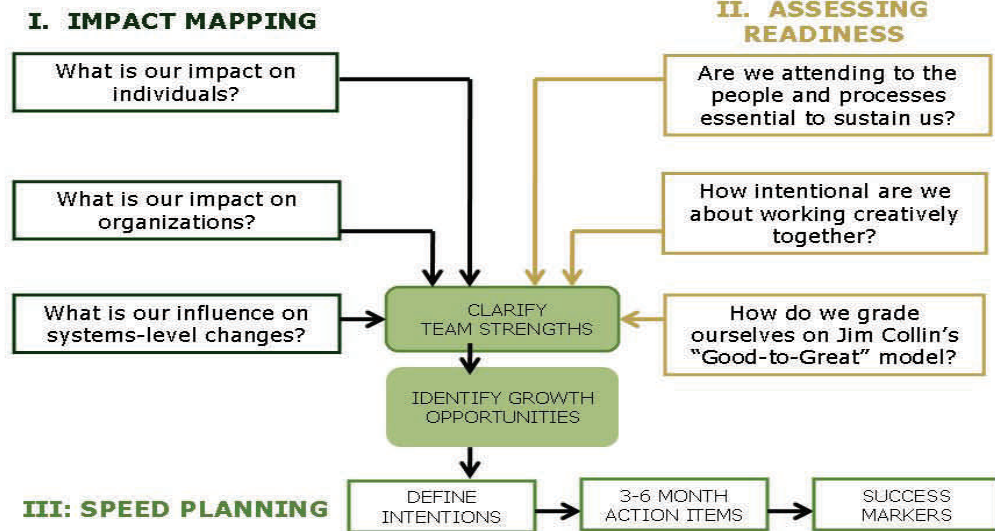 I. IMPACT MAPPING
What is our impact on
individuals?
What is our impact on
organizations?
What is our influence on
systems-level changes?
II. ASSESSING
READINESS
Are we attending to the
people and processes
essential to sustain us?
How intentional are we
about working creatively
together?
How do we grade
ourselves on Jim Collin’s
“Good-to-Great” model?
CLARIFY
TEAM STRENGTHS
IDENTIFY GROWTH
OPPORTUNITIES
III: SPEED PLANNING
DEFINE
INTENTIONS
3-6 MONTH
ACTION ITEMS
SUCCESS
MARKERS